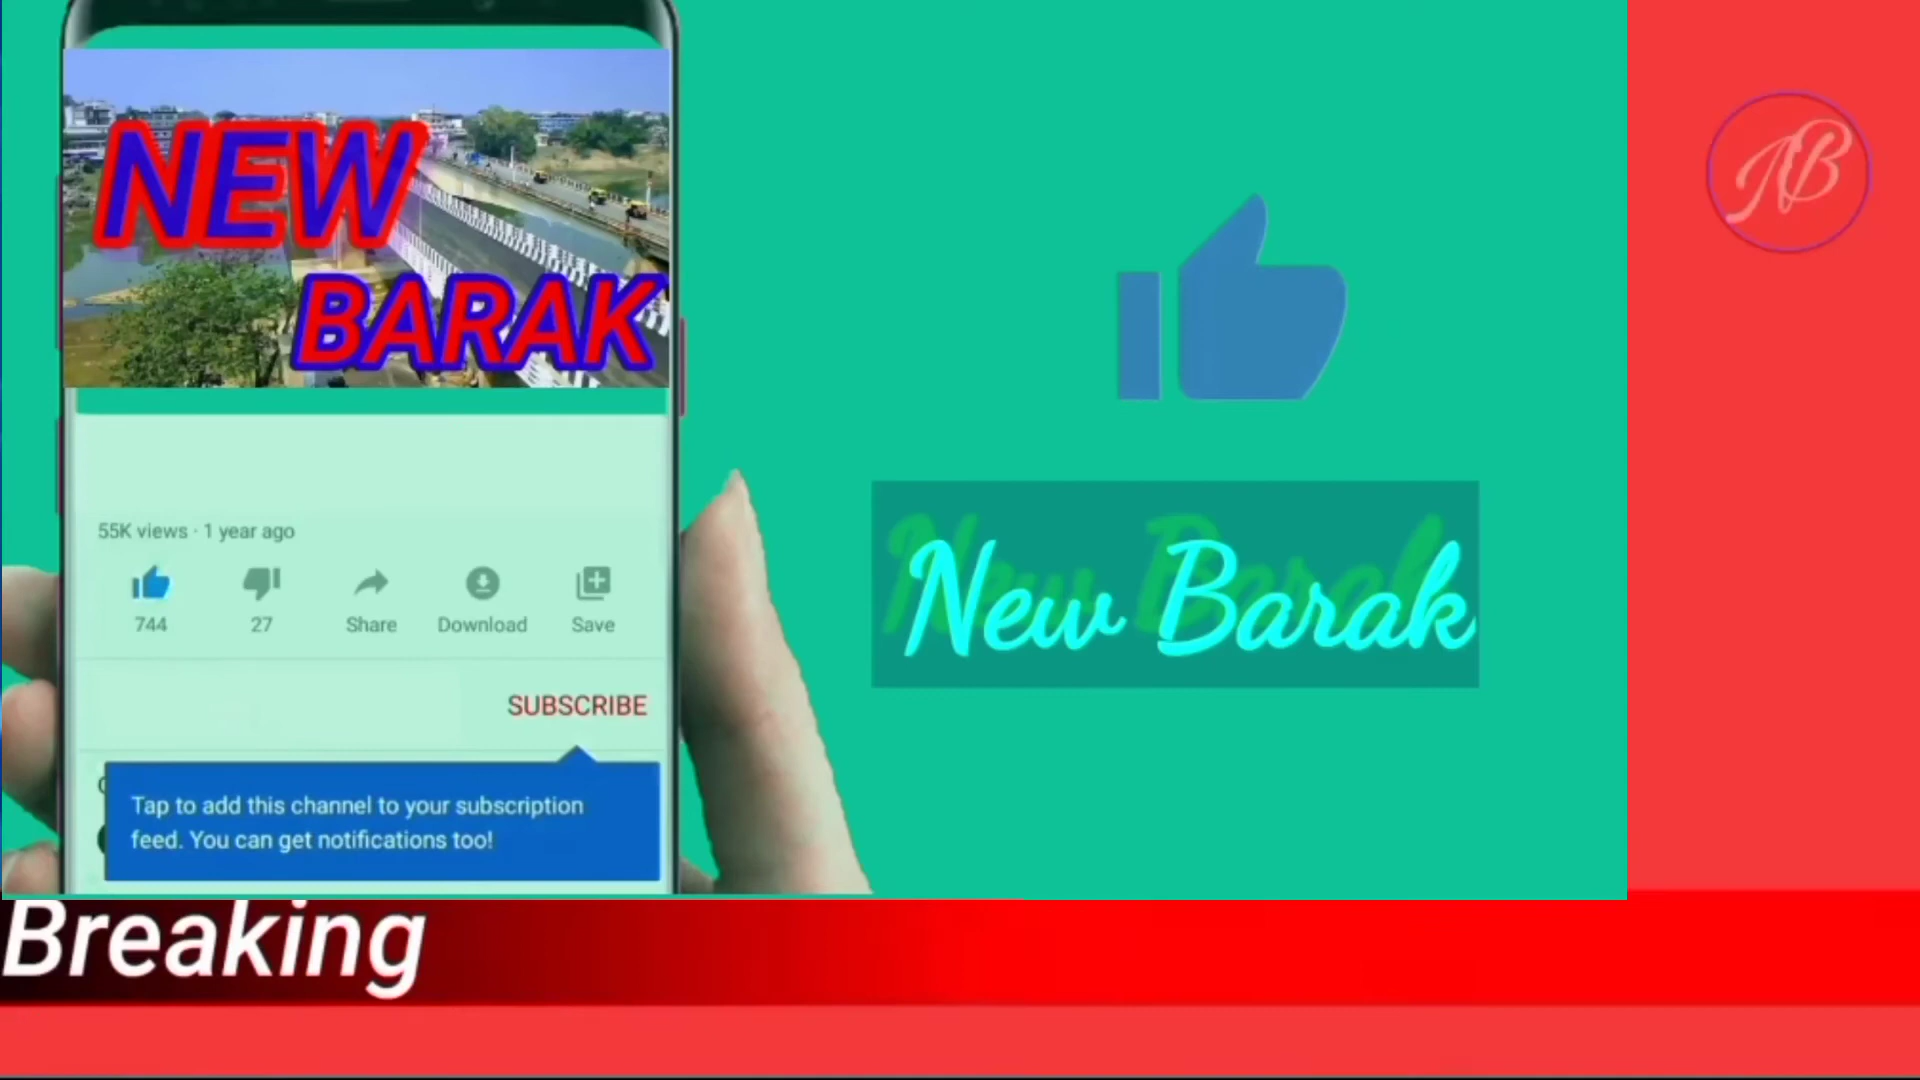 NEW
BARAK
55K views · 1 year ago
744
27
Share
Download
Save
SUBSCRIBE
Tap to add this channel to your subscription
feed. You can get notifications too!
New Barak
NB
Breaking